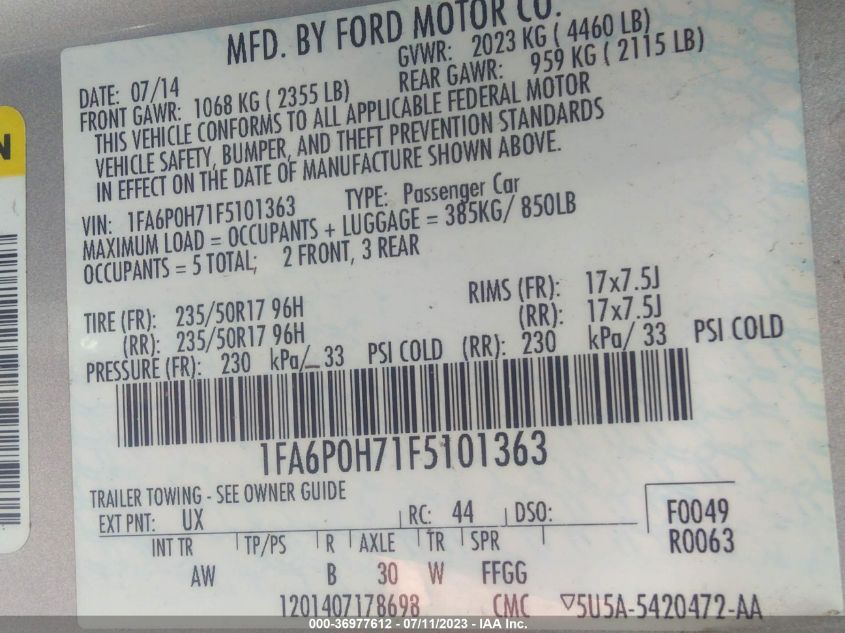 MFD. BY FORD MOTOR CO.
DATE: 07/14 GVWR: 2023 KG ( 4460 LB)
FRONT GAWR: 1068 KG ( 2355 LB) REAR GAWR: 959 KG ( 2115 LB)
THIS VEHICLE CONFORMS TO ALL APPLICABLE FEDERAL MOTOR
VEHICLE SAFETY, BUMPER, AND THEFT PREVENTION STANDARDS
IN EFFECT ON THE DATE OF MANUFACTURE SHOWN ABOVE.
VIN: 1FA6P0H71F5101363 TYPE: Passenger Car
MAXIMUM LOAD = OCCUPANTS + LUGGAGE = 385KG/ 850LB
OCCUPANTS = 5 TOTAL; 2 FRONT, 3 REAR
TIRE (FR): 235/50R17 96H RIMS (FR): 17x7.5J
(RR): 235/50R17 96H (RR): 17x7.5J
PRESSURE (FR): 230 kPa/ 33 PSI COLD (RR): 230 kPa/ 33 PSI COLD
1FA6P0H71F5101363
TRAILER TOWING - SEE OWNER GUIDE
EXT PNT: UX RC: 44 DSO: F0049
INT TR TP/PS R AXLE TR SPR R0063
AW B 30 W FFGG
1201407178698 CMC ▽5U5A-5420472-AA
000-36977612 - 07/11/2023 - IAA Inc.
N